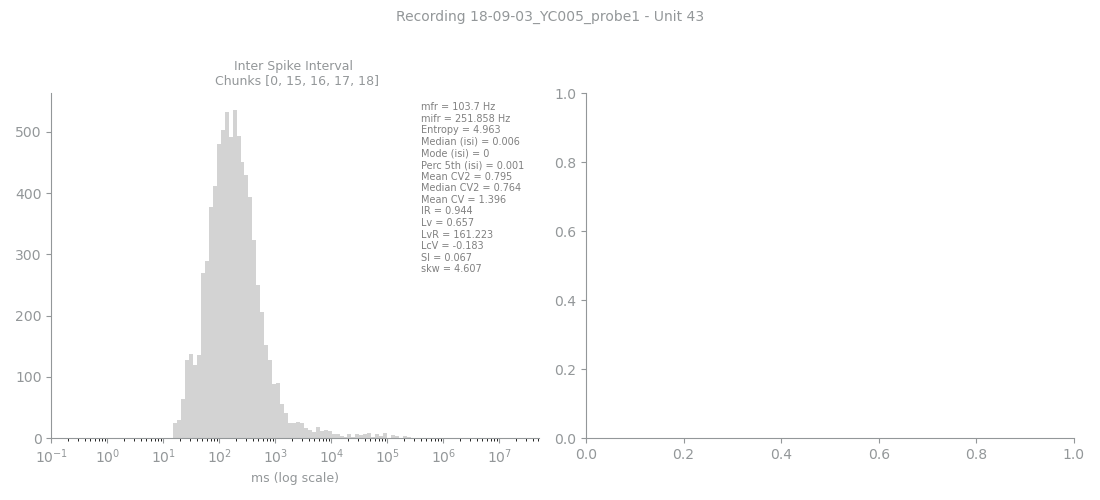 Recording 18-09-03_YC005_probe1 - Unit 43
Inter Spike Interval
Chunks [0, 15, 16, 17, 18]
mfr = 103.7 Hz
mifr = 251.858 Hz
Entropy = 4.963
Median (isi) = 0.006
Mode (isi) = 0
Perc 5th (isi) = 0.001
Mean CV2 = 0.795
Median CV2 = 0.764
Mean CV = 1.396
IR = 0.944
Lv = 0.657
LvR = 161.223
LcV = -0.183
SI = 0.067
skw = 4.607
500
400
300
200
100
0
10⁻¹ 10⁰ 10¹ 10² 10³ 10⁴ 10⁵ 10⁶ 10⁷
ms (log scale)
1.0
0.8
0.6
0.4
0.2
0.0
0.0 0.2 0.4 0.6 0.8 1.0